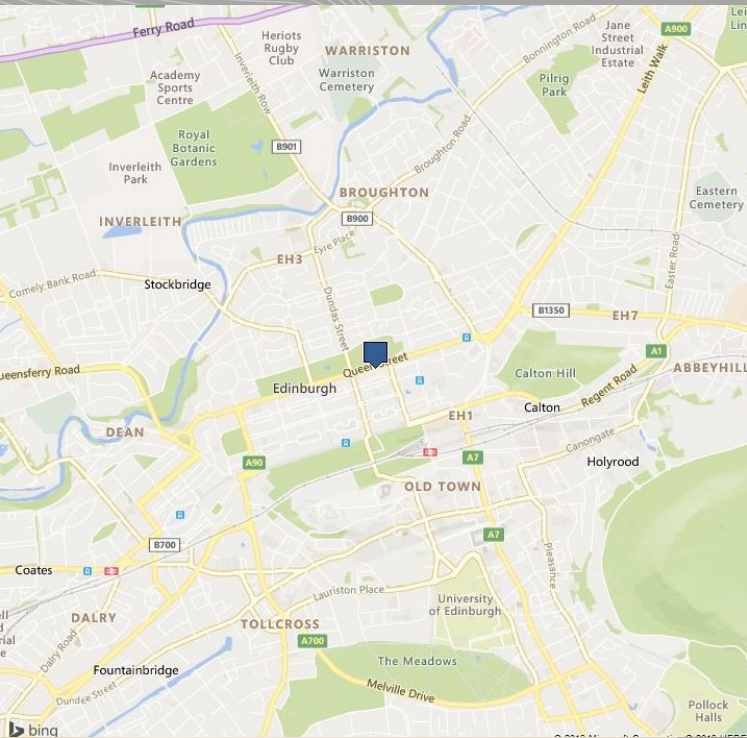 Ferry Road
Heriots
Rugby
Club
WARRISTON
Jane
Street
Industrial
Estate
A900
Bonnington Road
Academy
Sports
Centre
Inverleith Row
Warriston
Cemetery
Pilrig
Park
Leith Walk
Royal
Botanic
Gardens
B901
Broughton Road
Inverleith
Park
BROUGHTON
Eastern
Cemetery
INVERLEITH
B900
Eyre Place
EH3
Easter Road
Comely Bank Road
Stockbridge
Dundas Street
B1350
EH7
A1
ueensferry Road
Queen Street
Calton Hill
ABBEYHILL
Edinburgh
Regent Road
Calton
EH1
DEAN
Canongate
A90
A7
Holyrood
OLD TOWN
A7
B700
Pleasance
Coates
Lauriston Place
University
of Edinburgh
DALRY
TOLLCROSS
A700
Dalry Road
The Meadows
Fountainbridge
Melville Drive
Dundee Street
Pollock
Halls
bing